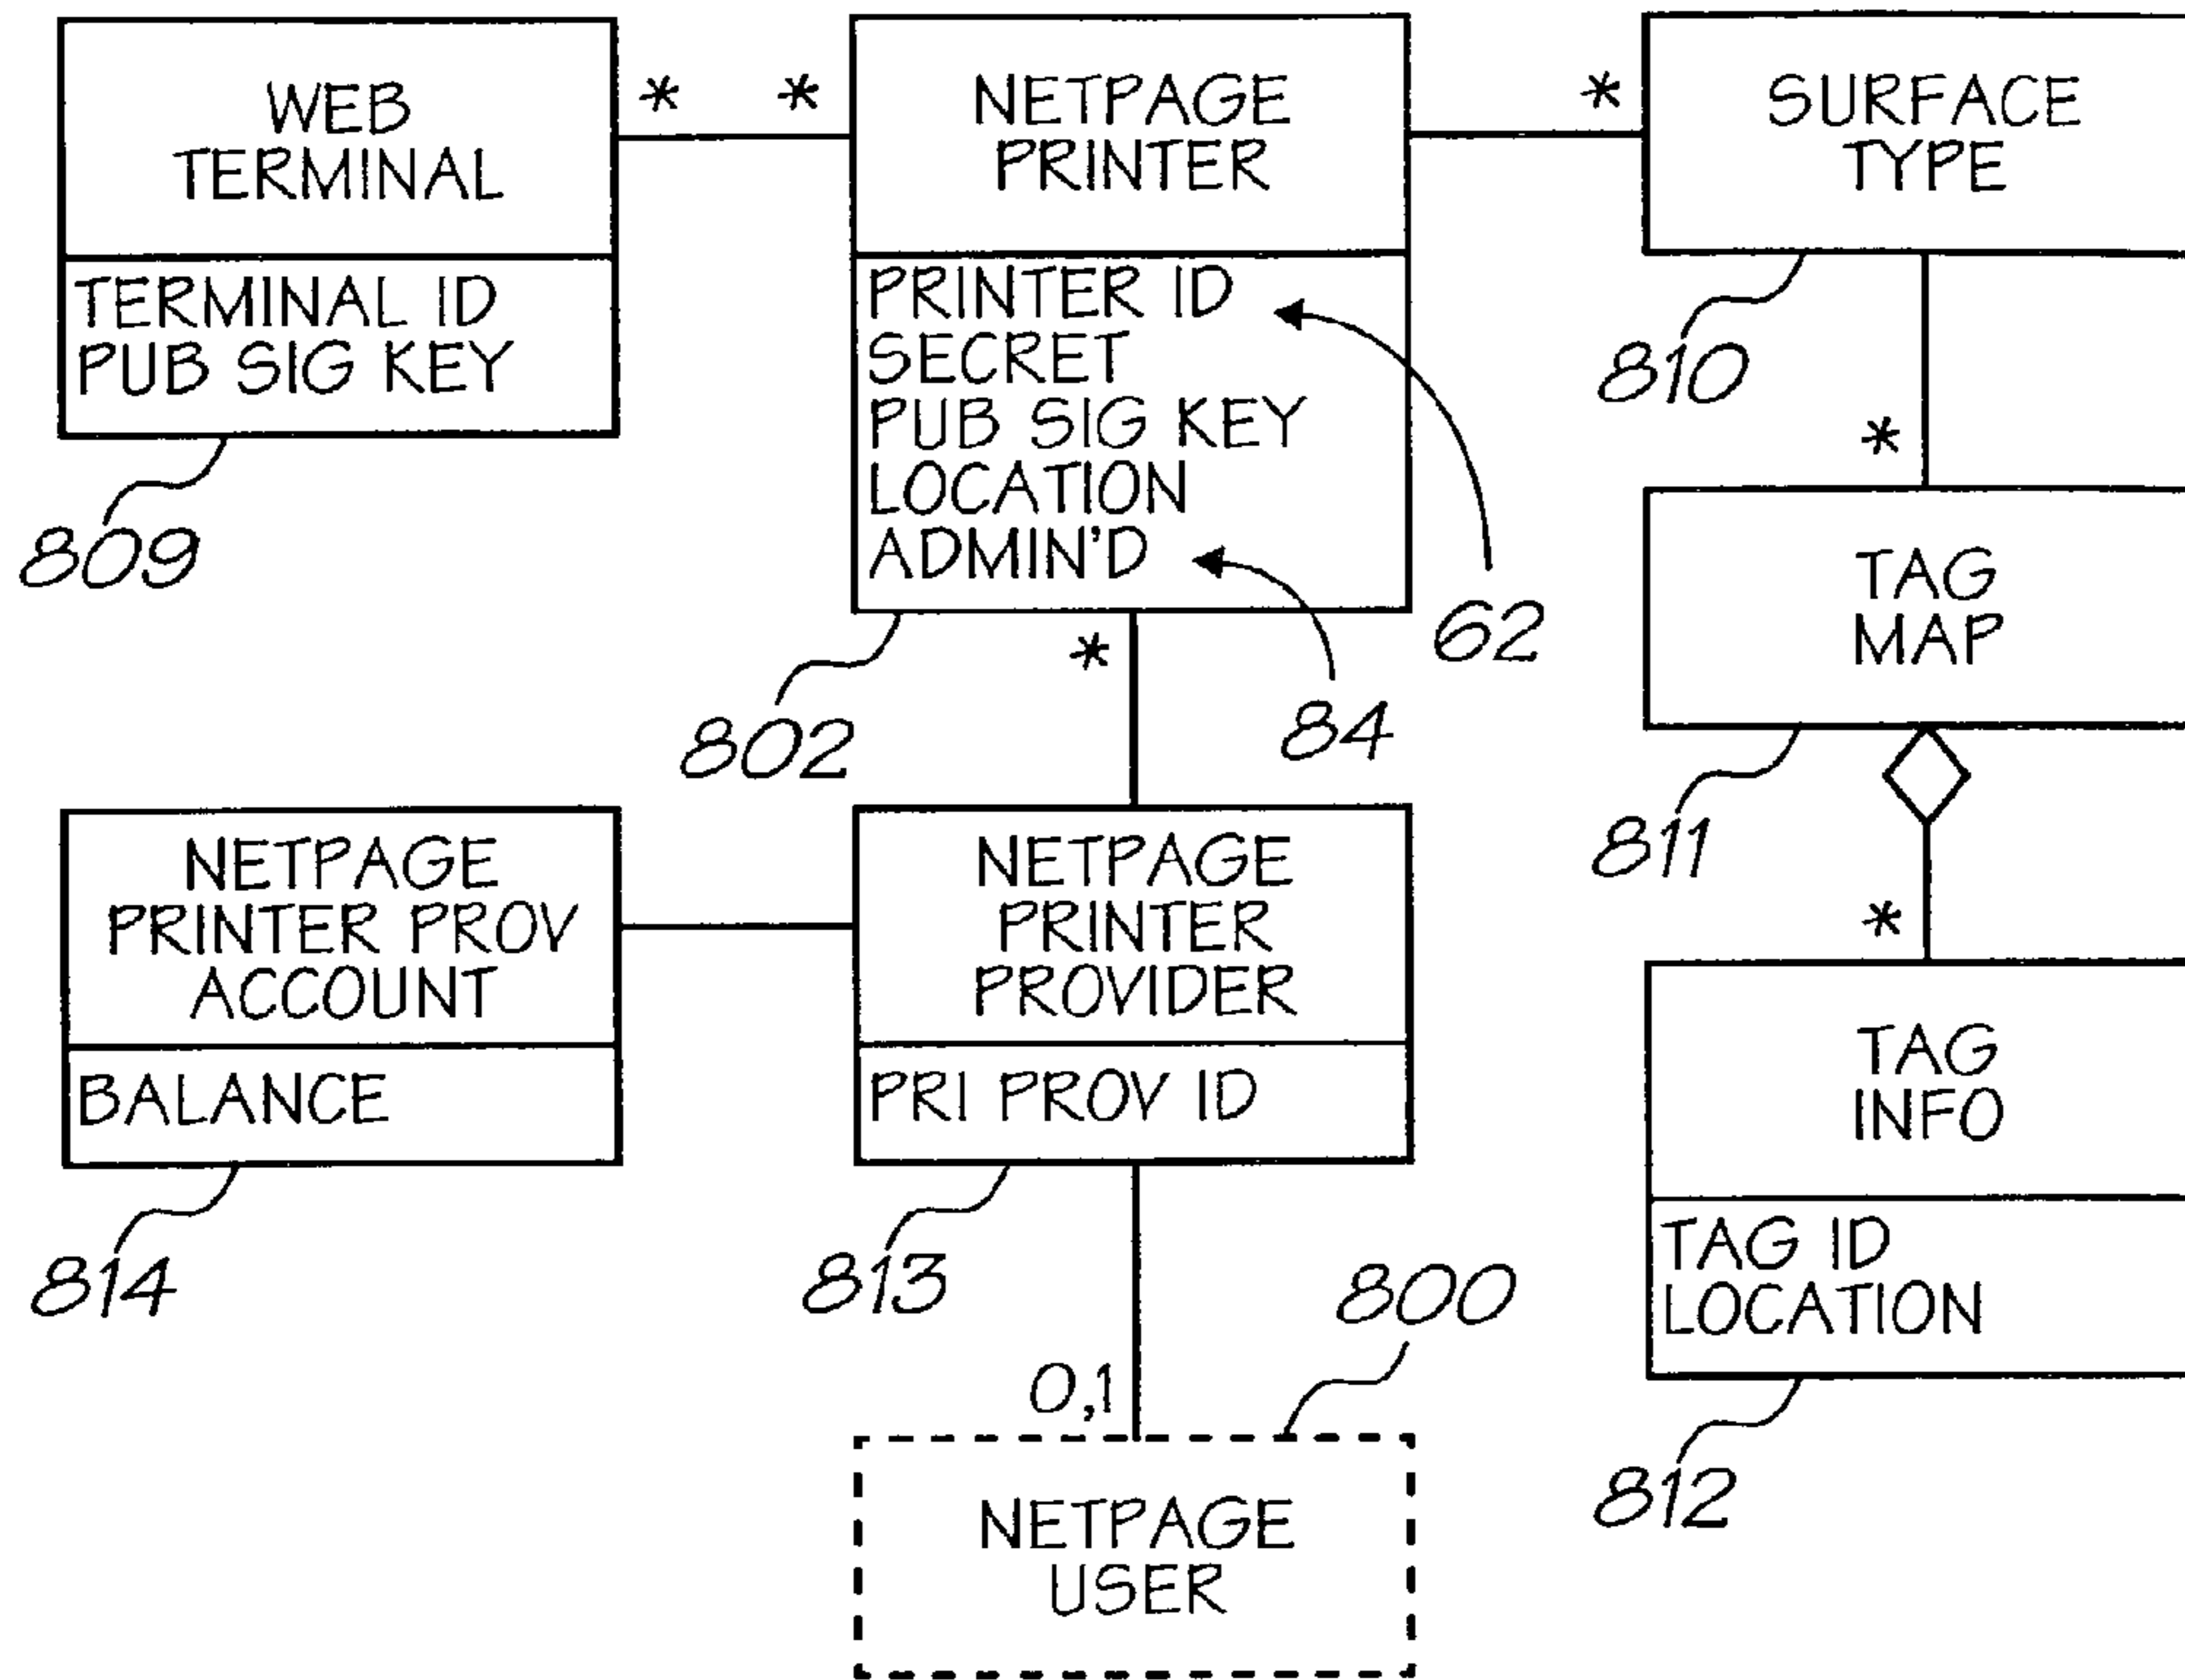 WEB
TERMINAL
TERMINAL ID
PUB SIG KEY
809
*
*
NETPAGE
PRINTER
PRINTER ID
SECRET
PUB SIG KEY
LOCATION
ADMIN'D
62
84
802
*
*
SURFACE
TYPE
810
*
TAG
MAP
811
*
TAG
INFO
TAG ID
LOCATION
812
NETPAGE
PRINTER PROV
ACCOUNT
BALANCE
814
NETPAGE
PRINTER
PROVIDER
PRI PROV ID
813
0,1
800
NETPAGE
USER